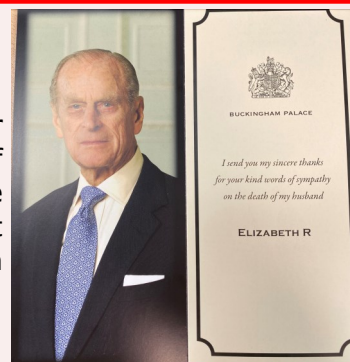 BUCKINGHAM PALACE
I send you my sincere thanks
for your kind words of sympathy
on the death of my husband
ELIZABETH R